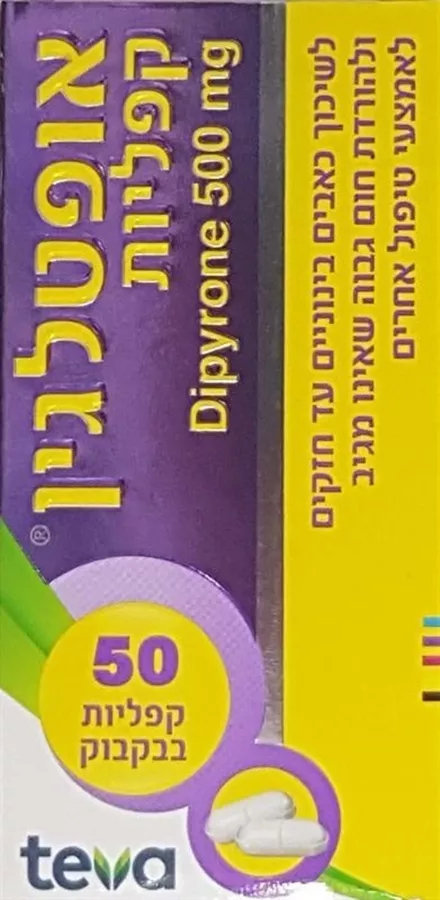 אופטלגין®
קפליות
Dipyrone 500 mg
לשיכוך כאבים בינוניים עד חזקים
ולהורדת חום גבוה שאינו מגיב
לאמצעי טיפול אחרים
50
קפליות
בבקבוק
teva